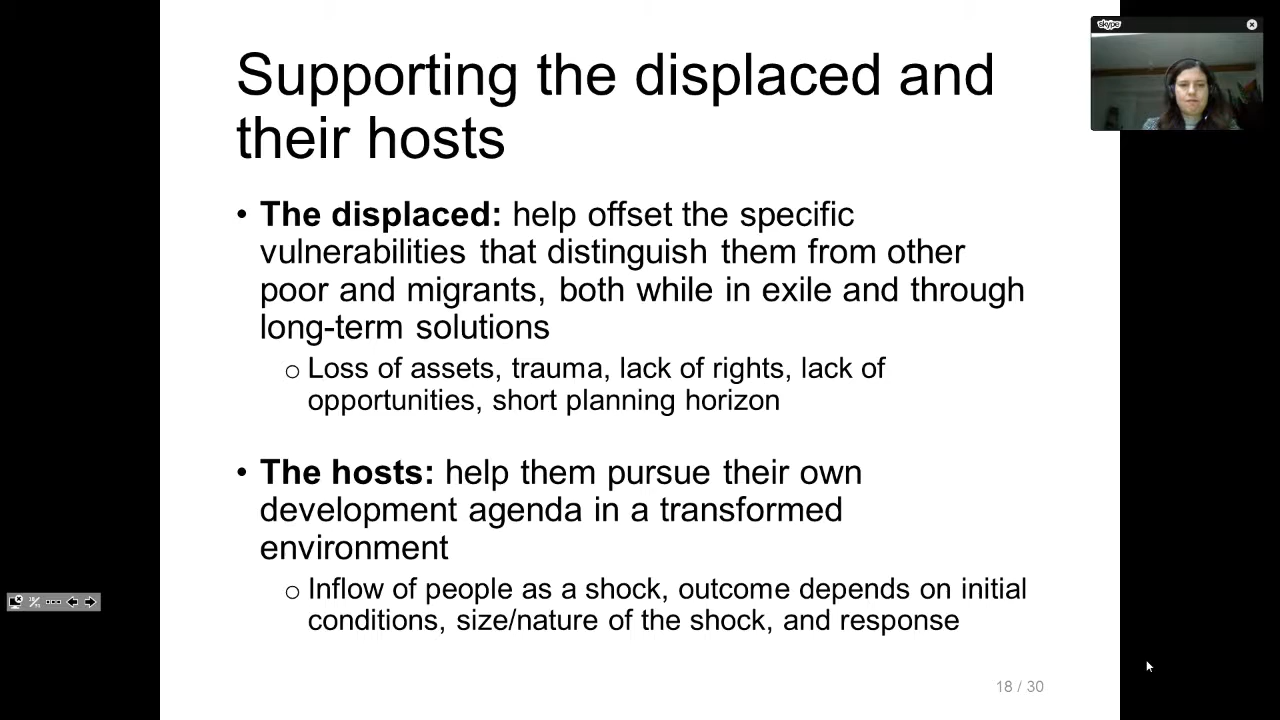 Supporting the displaced and
their hosts
• The displaced: help offset the specific
vulnerabilities that distinguish them from other
poor and migrants, both while in exile and through
long-term solutions
o Loss of assets, trauma, lack of rights, lack of
opportunities, short planning horizon
• The hosts: help them pursue their own
development agenda in a transformed
environment
o Inflow of people as a shock, outcome depends on initial
conditions, size/nature of the shock, and response
18 / 30
skype